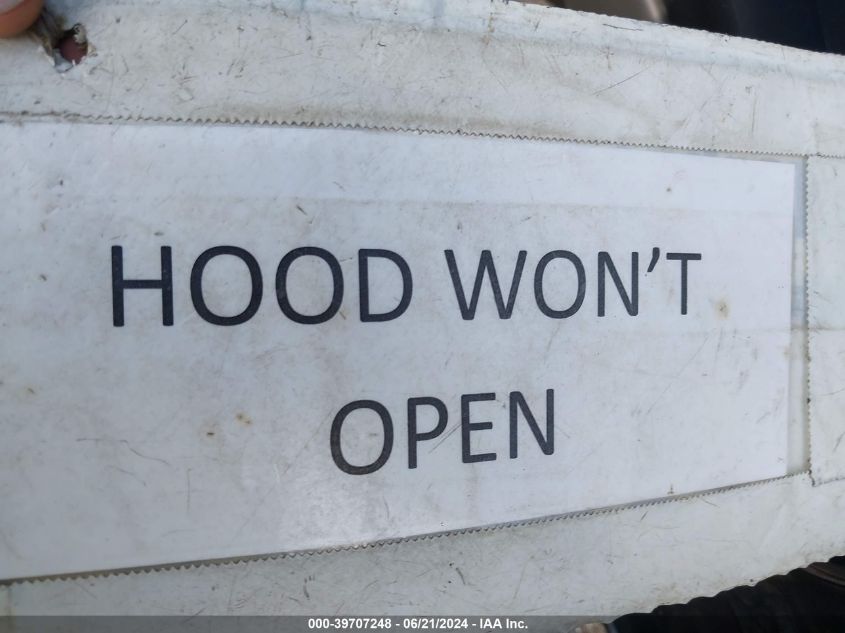 HOOD WON'T
OPEN
000-39707248 - 06/21/2024 - IAA Inc.